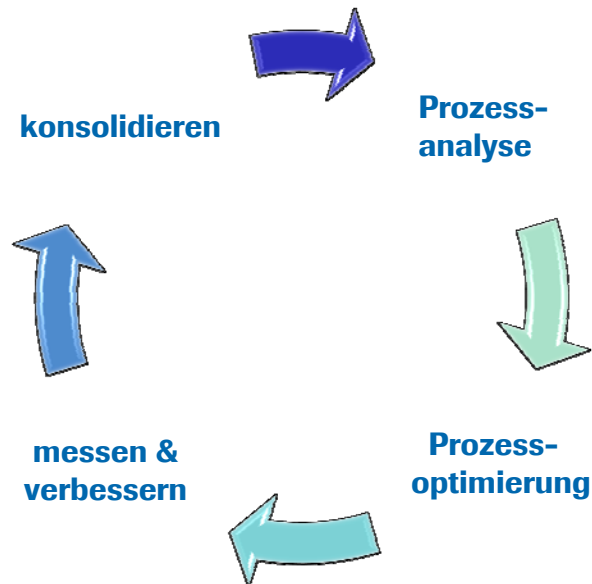 konsolidieren
Prozess-
analyse
Prozess-
optimierung
messen &
verbessern